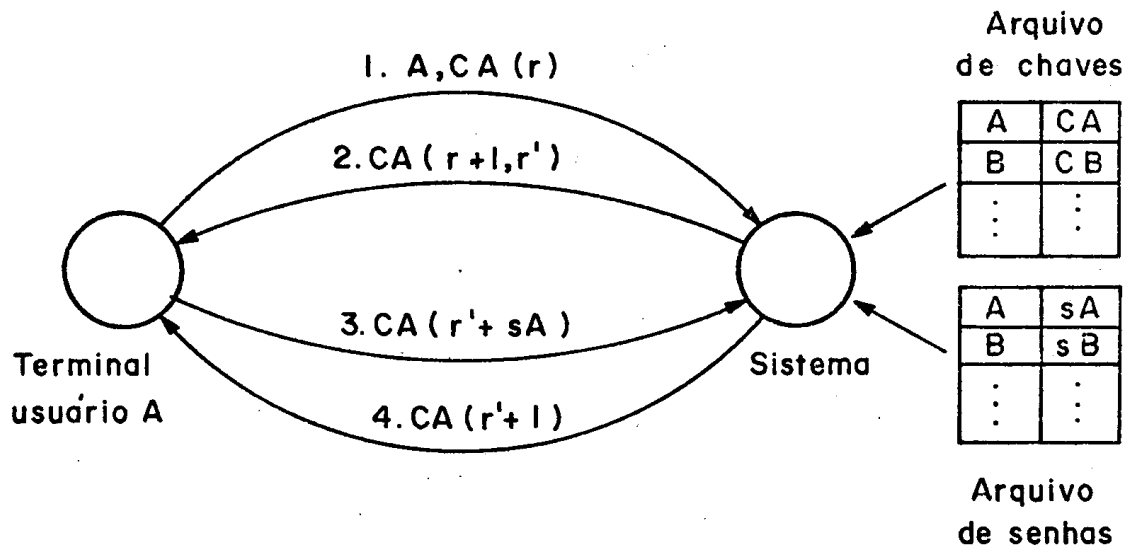 1. A, CA (r)
2. CA ( r +1, r' )
3. CA ( r' + sA )
4. CA ( r' + 1 )
Terminal
usuário A
Sistema
Arquivo
de chaves
A CA
B CB
⋮ ⋮
A sA
B sB
⋮ ⋮
Arquivo
de senhas